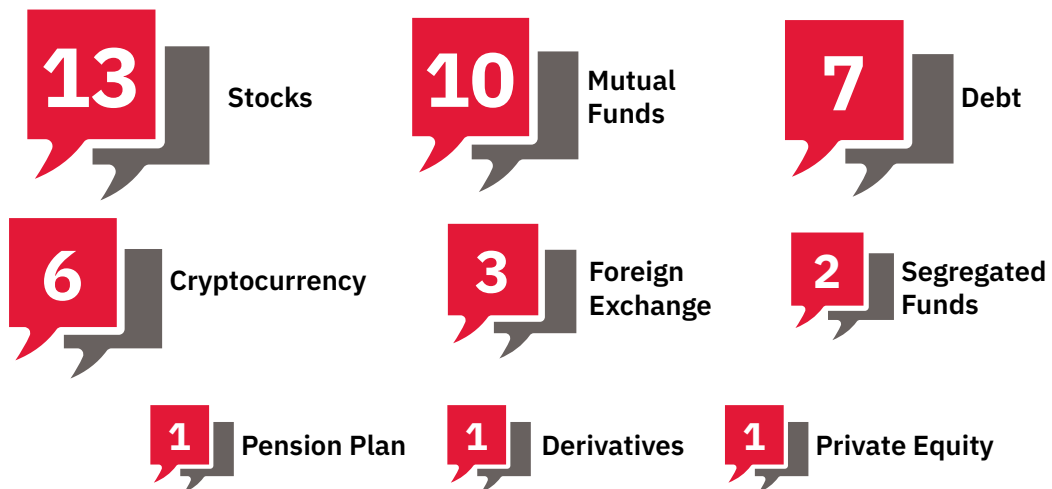 13
Stocks
10
Mutual
Funds
7
Debt
6
Cryptocurrency
3
Foreign
Exchange
2
Segregated
Funds
1
Pension Plan
1
Derivatives
1
Private Equity